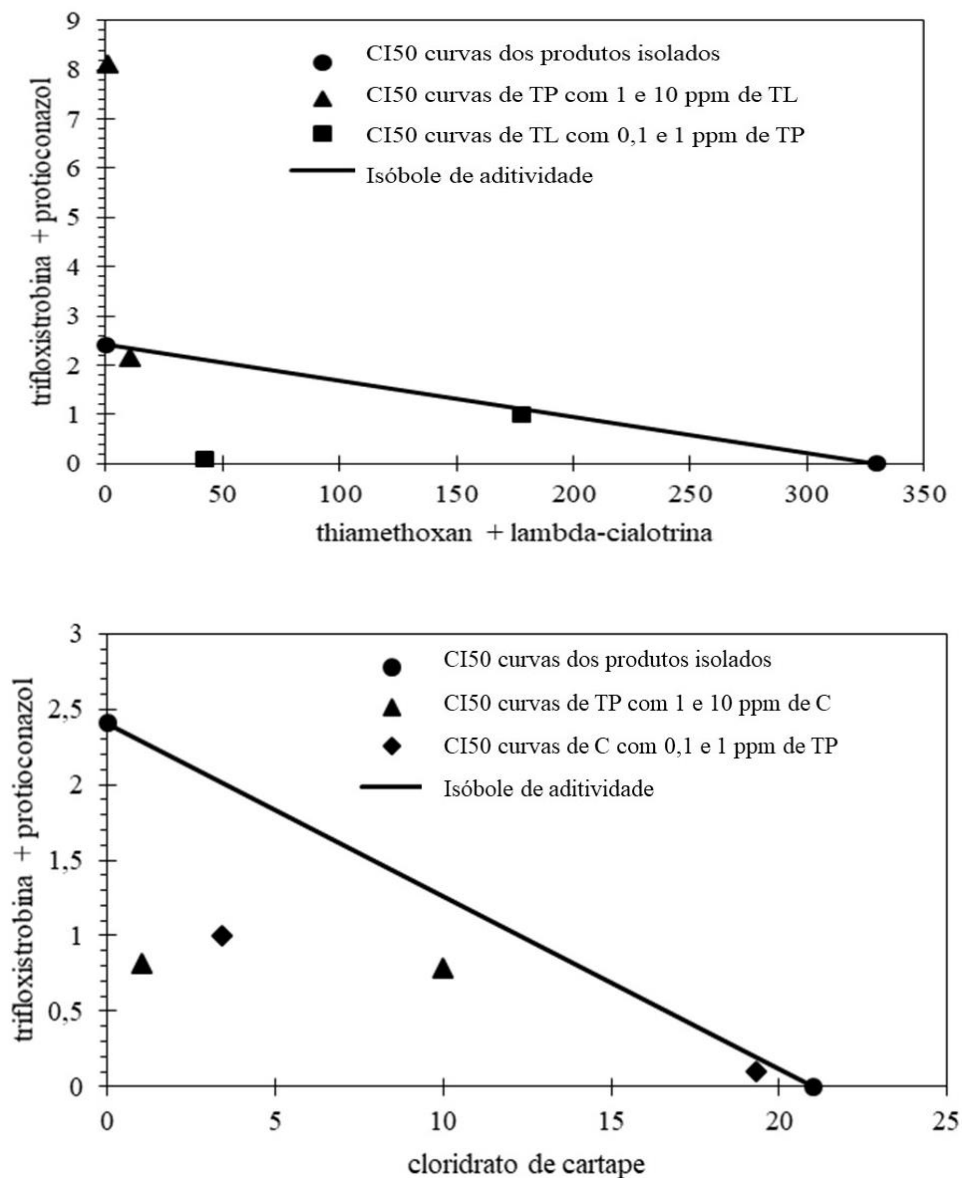 9
8
7
6
5
4
3
2
1
0
trifloxistrobina + protioconazol
CI50 curvas dos produtos isolados
CI50 curvas de TP com 1 e 10 ppm de TL
CI50 curvas de TL com 0,1 e 1 ppm de TP
Isóbole de aditividade
0 50 100 150 200 250 300 350
thiamethoxan + lambda-cialotrina
3
2,5
2
1,5
1
0,5
0
trifloxistrobina + protioconazol
CI50 curvas dos produtos isolados
CI50 curvas de TP com 1 e 10 ppm de C
CI50 curvas de C com 0,1 e 1 ppm de TP
Isóbole de aditividade
0 5 10 15 20 25
cloridrato de cartape